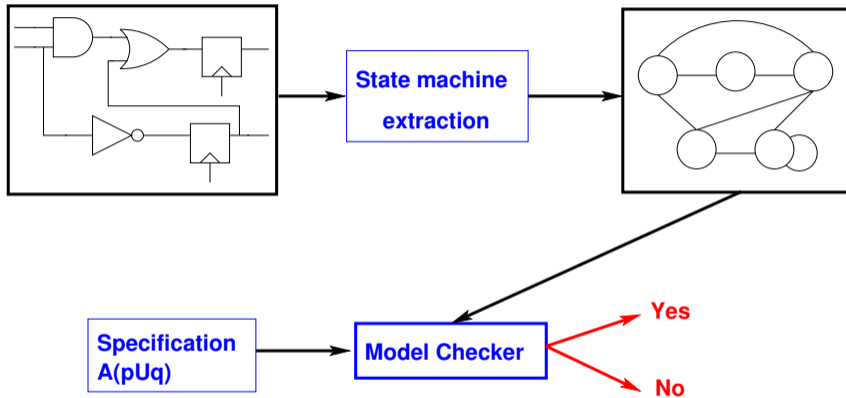 State machine
extraction
Specification
A(pUq)
Model Checker
Yes
No